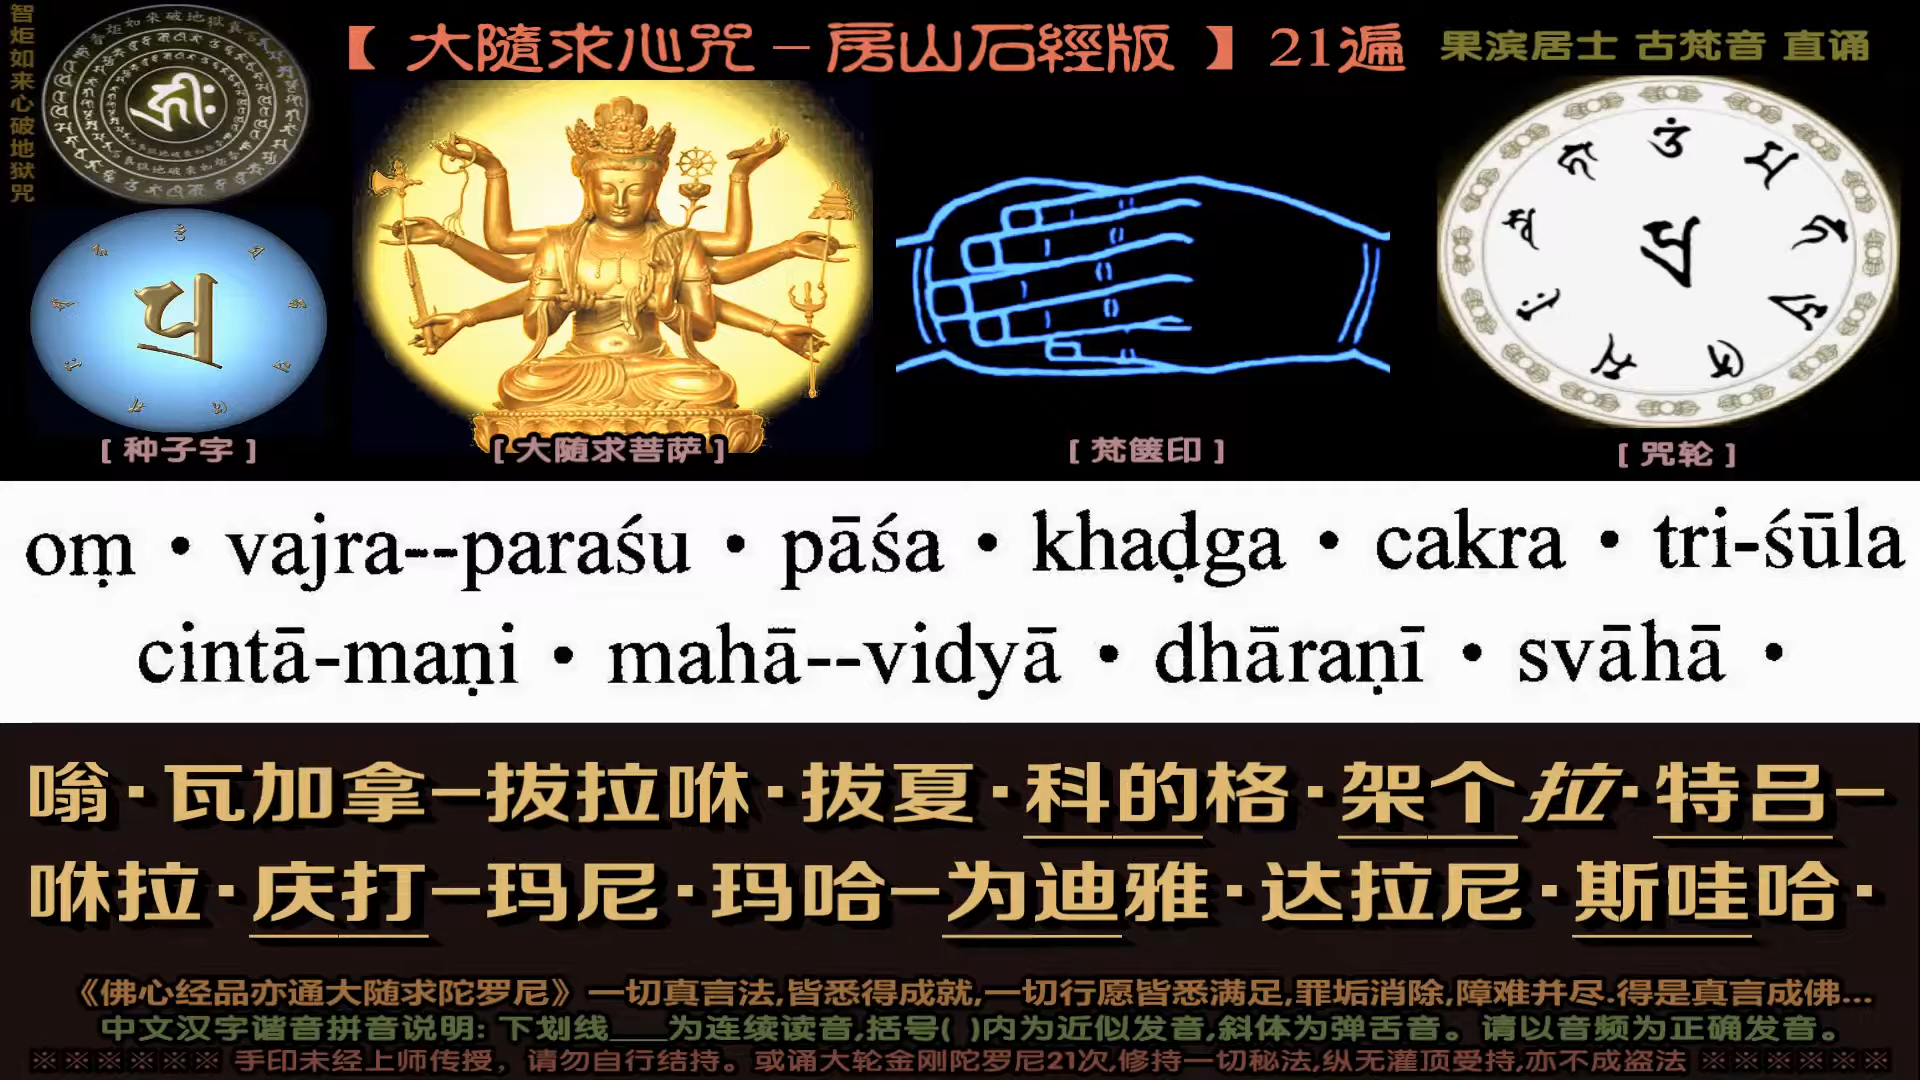 智炬如来心破地狱咒
【 大隨求心咒 – 房山石經版 】 21遍
果滨居士 古梵音 直诵
[ 种子字 ]
[ 大随求菩萨 ]
[ 梵箧印 ]
[ 咒轮 ]
oṃ • vajra--paraśu • pāśa • khaḍga • cakra • tri-śūla
cintā-maṇi • mahā--vidyā • dhāraṇī • svāhā •
嗡·瓦加拿–拔拉咻·拔夏·科的格·架个拉·特吕–
咻拉·庆打–玛尼·玛哈–为迪雅·达拉尼·斯哇哈·
《佛心经品亦通大随求陀罗尼》一切真言法,皆悉得成就,一切行愿皆悉满足,罪垢消除,障难并尽.得是真言成佛...
中文汉字谐音拼音说明: 下划线___为连续读音,括号( )内为近似发音,斜体为弹舌音。请以音频为正确发音。
※※※※※※ 手印未经上师传授，请勿自行结持。或诵大轮金刚陀罗尼21次,修持一切秘法,纵无灌顶受持,亦不成盗法 ※※※※※※